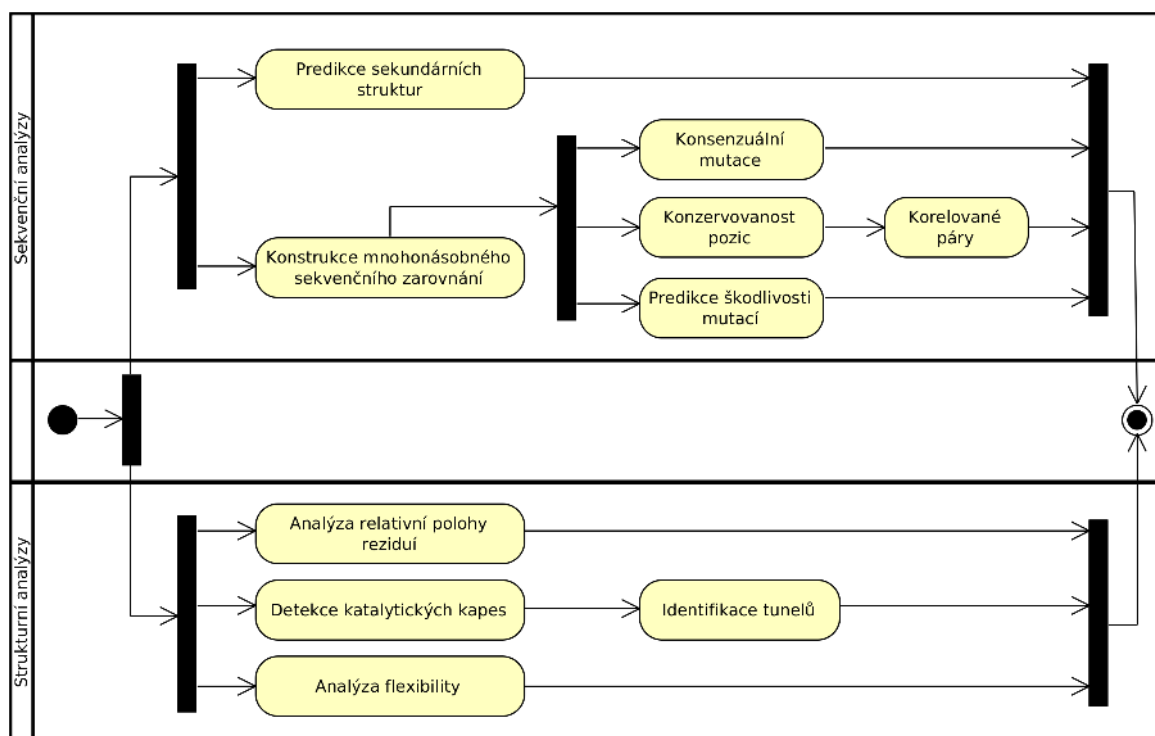 Sekvenční analýzy
Predikce sekundárních
struktur
Konsenzuální
mutace
Konstrukce mnohonásobného
sekvenčního zarovnání
Konzervovanost
pozic
Korelované
páry
Predikce škodlivosti
mutací
Strukturní analýzy
Analýza relativní polohy
reziduí
Detekce katalytických kapes
Identifikace tunelů
Analýza flexibility